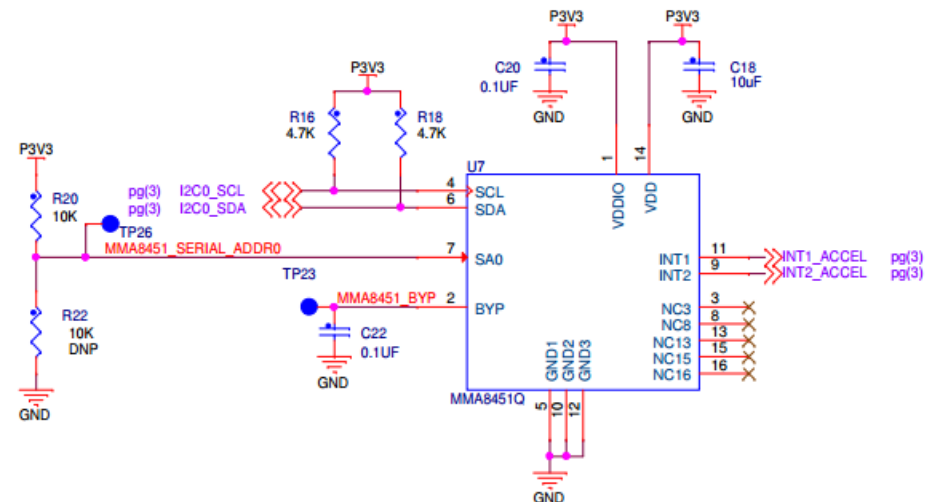 P3V3
P3V3
C20
0.1UF
GND
C18
10uF
GND
P3V3
R16
4.7K
R18
4.7K
P3V3
R20
10K
TP26
pg(3) I2C0_SCL
pg(3) I2C0_SDA
MMA8451_SERIAL_ADDR0
U7
4 SCL
6 SDA
7 SA0
2 BYP
1
VDDIO
14
VDD
INT1 11 INT1_ACCEL pg(3)
INT2 9 INT2_ACCEL pg(3)
NC3 3
NC8 8
NC13 13
NC15 15
NC16 16
TP23
MMA8451_BYP
C22
0.1UF
GND
R22
10K
DNP
GND
GND1
GND2
GND3
MMA8451Q
5
10
12
GND